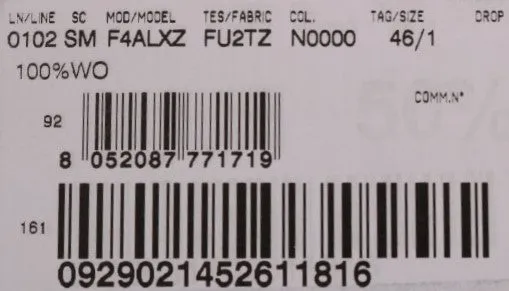 LN/LINE SC MOD/MODEL TES/FABRIC COL. TAG/SIZE DROP
0102 SM F4ALXZ FU2TZ N0000 46/1
100%WO
COMM.N°
92
8 052087 771719
161
0929021452611816